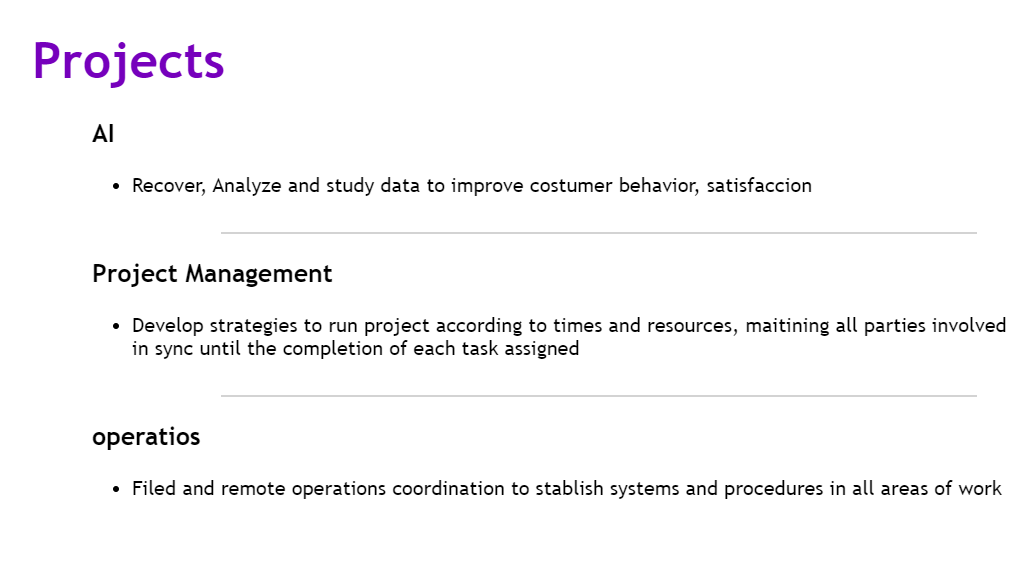 Projects
AI
• Recover, Analyze and study data to improve costumer behavior, satisfaccion
Project Management
• Develop strategies to run project according to times and resources, maitining all parties involved
in sync until the completion of each task assigned
operatios
• Filed and remote operations coordination to stablish systems and procedures in all areas of work